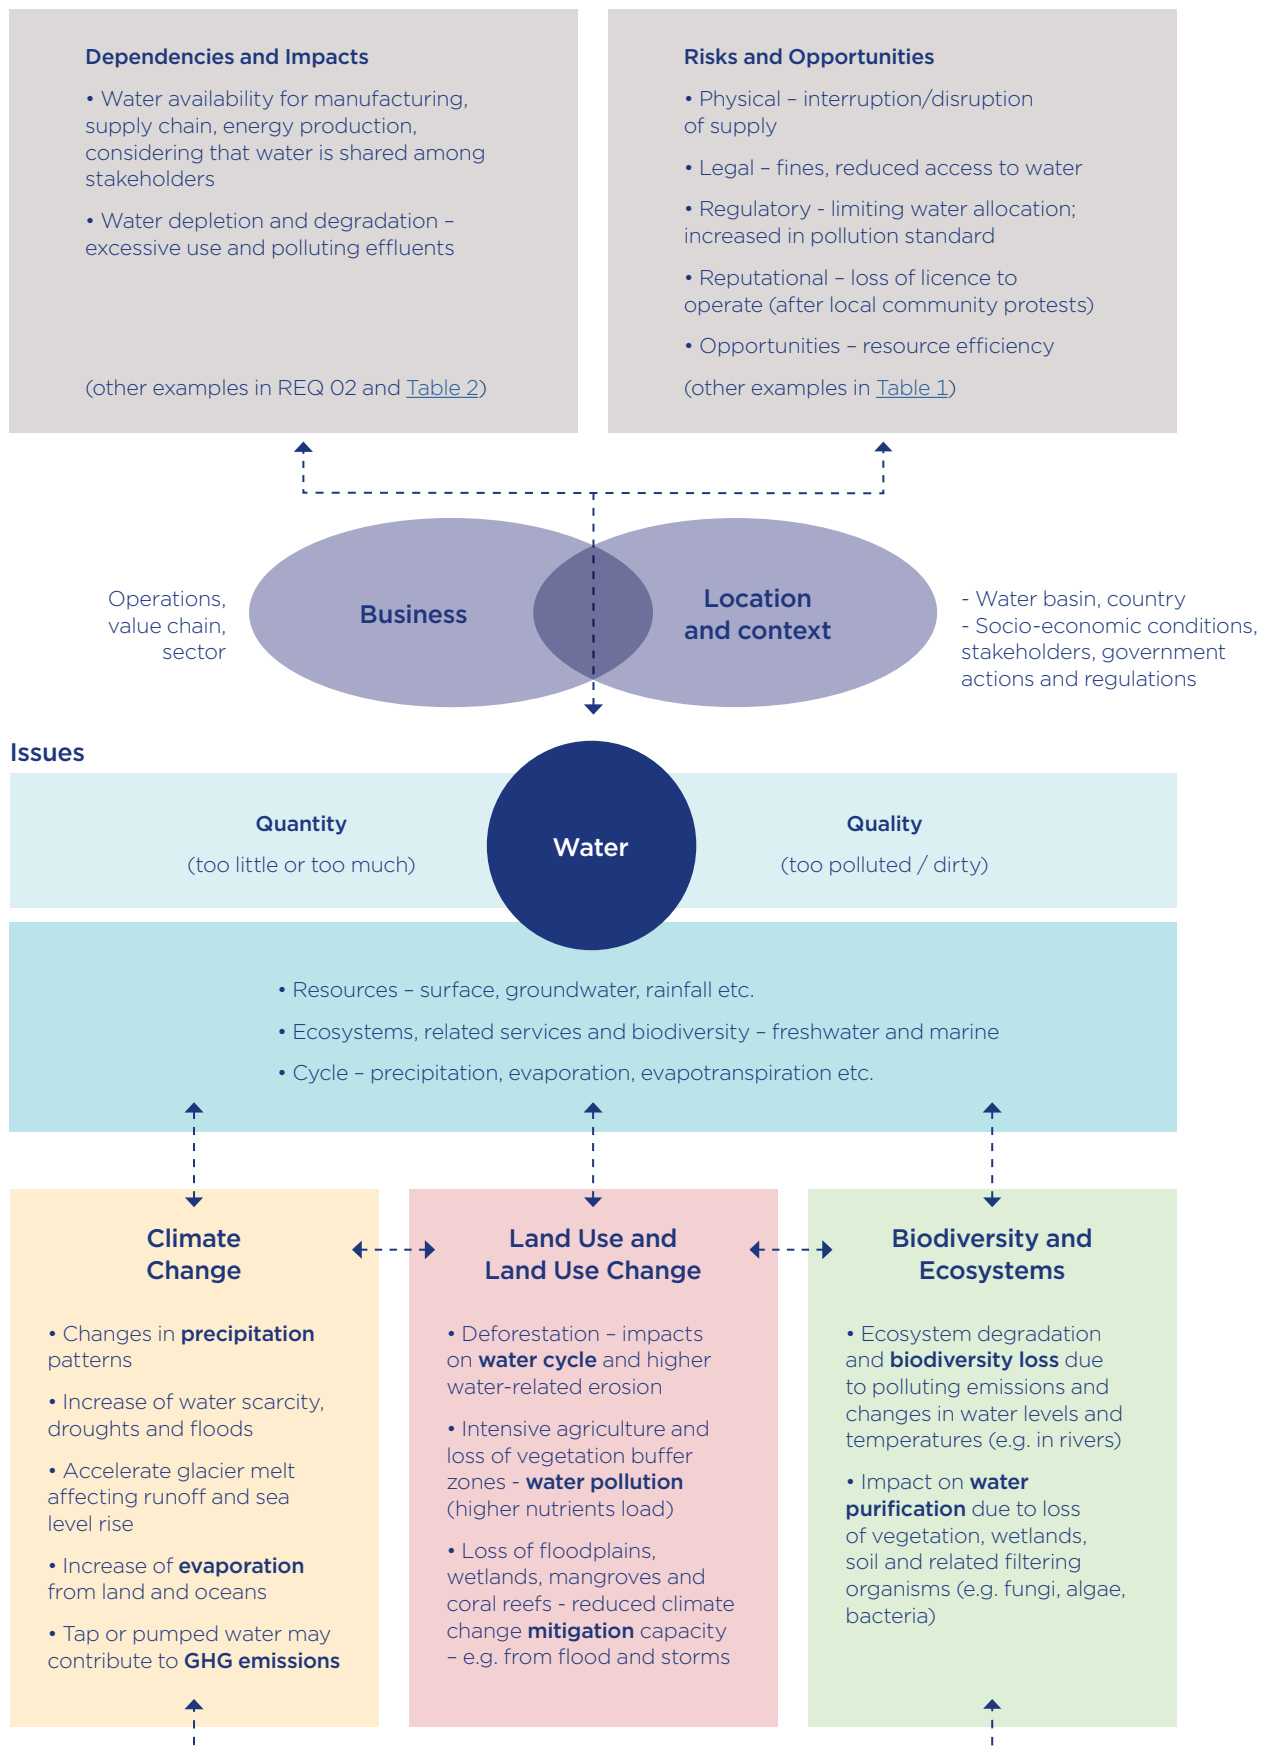 Dependencies and Impacts
• Water availability for manufacturing,
supply chain, energy production,
considering that water is shared among
stakeholders
• Water depletion and degradation –
excessive use and polluting effluents
(other examples in REQ 02 and Table 2)
Risks and Opportunities
• Physical – interruption/disruption
of supply
• Legal – fines, reduced access to water
• Regulatory - limiting water allocation;
increased in pollution standard
• Reputational – loss of licence to
operate (after local community protests)
• Opportunities – resource efficiency
(other examples in Table 1)
Operations,
value chain,
sector
Business
Location
and context
- Water basin, country
- Socio-economic conditions,
stakeholders, government
actions and regulations
Issues
Quantity
(too little or too much)
Water
Quality
(too polluted / dirty)
• Resources – surface, groundwater, rainfall etc.
• Ecosystems, related services and biodiversity – freshwater and marine
• Cycle – precipitation, evaporation, evapotranspiration etc.
Climate
Change
• Changes in precipitation
patterns
• Increase of water scarcity,
droughts and floods
• Accelerate glacier melt
affecting runoff and sea
level rise
• Increase of evaporation
from land and oceans
• Tap or pumped water may
contribute to GHG emissions
Land Use and
Land Use Change
• Deforestation – impacts
on water cycle and higher
water-related erosion
• Intensive agriculture and
loss of vegetation buffer
zones - water pollution
(higher nutrients load)
• Loss of floodplains,
wetlands, mangroves and
coral reefs - reduced climate
change mitigation capacity
– e.g. from flood and storms
Biodiversity and
Ecosystems
• Ecosystem degradation
and biodiversity loss due
to polluting emissions and
changes in water levels and
temperatures (e.g. in rivers)
• Impact on water
purification due to loss
of vegetation, wetlands,
soil and related filtering
organisms (e.g. fungi, algae,
bacteria)